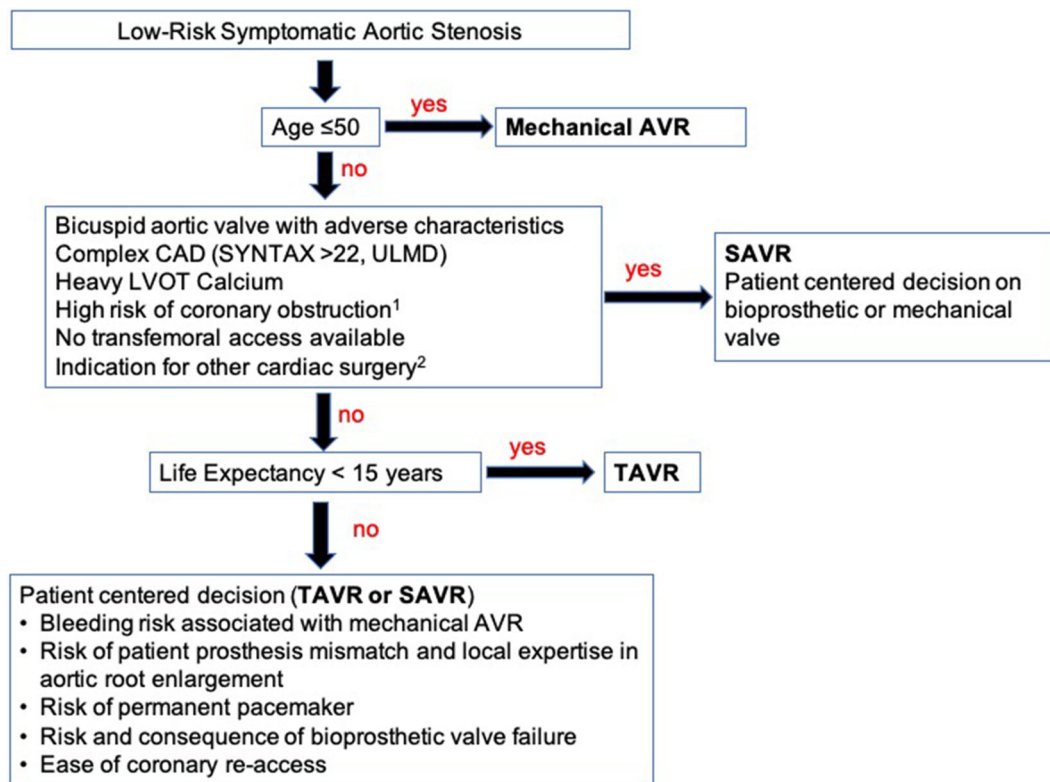 Low-Risk Symptomatic Aortic Stenosis
Age ≤50
yes
Mechanical AVR
no
Bicuspid aortic valve with adverse characteristics
Complex CAD (SYNTAX >22, ULMD)
Heavy LVOT Calcium
High risk of coronary obstruction¹
No transfemoral access available
Indication for other cardiac surgery²
yes
SAVR
Patient centered decision on
bioprosthetic or mechanical
valve
no
Life Expectancy < 15 years
yes
TAVR
no
Patient centered decision (TAVR or SAVR)
• Bleeding risk associated with mechanical AVR
• Risk of patient prosthesis mismatch and local expertise in
aortic root enlargement
• Risk of permanent pacemaker
• Risk and consequence of bioprosthetic valve failure
• Ease of coronary re-access